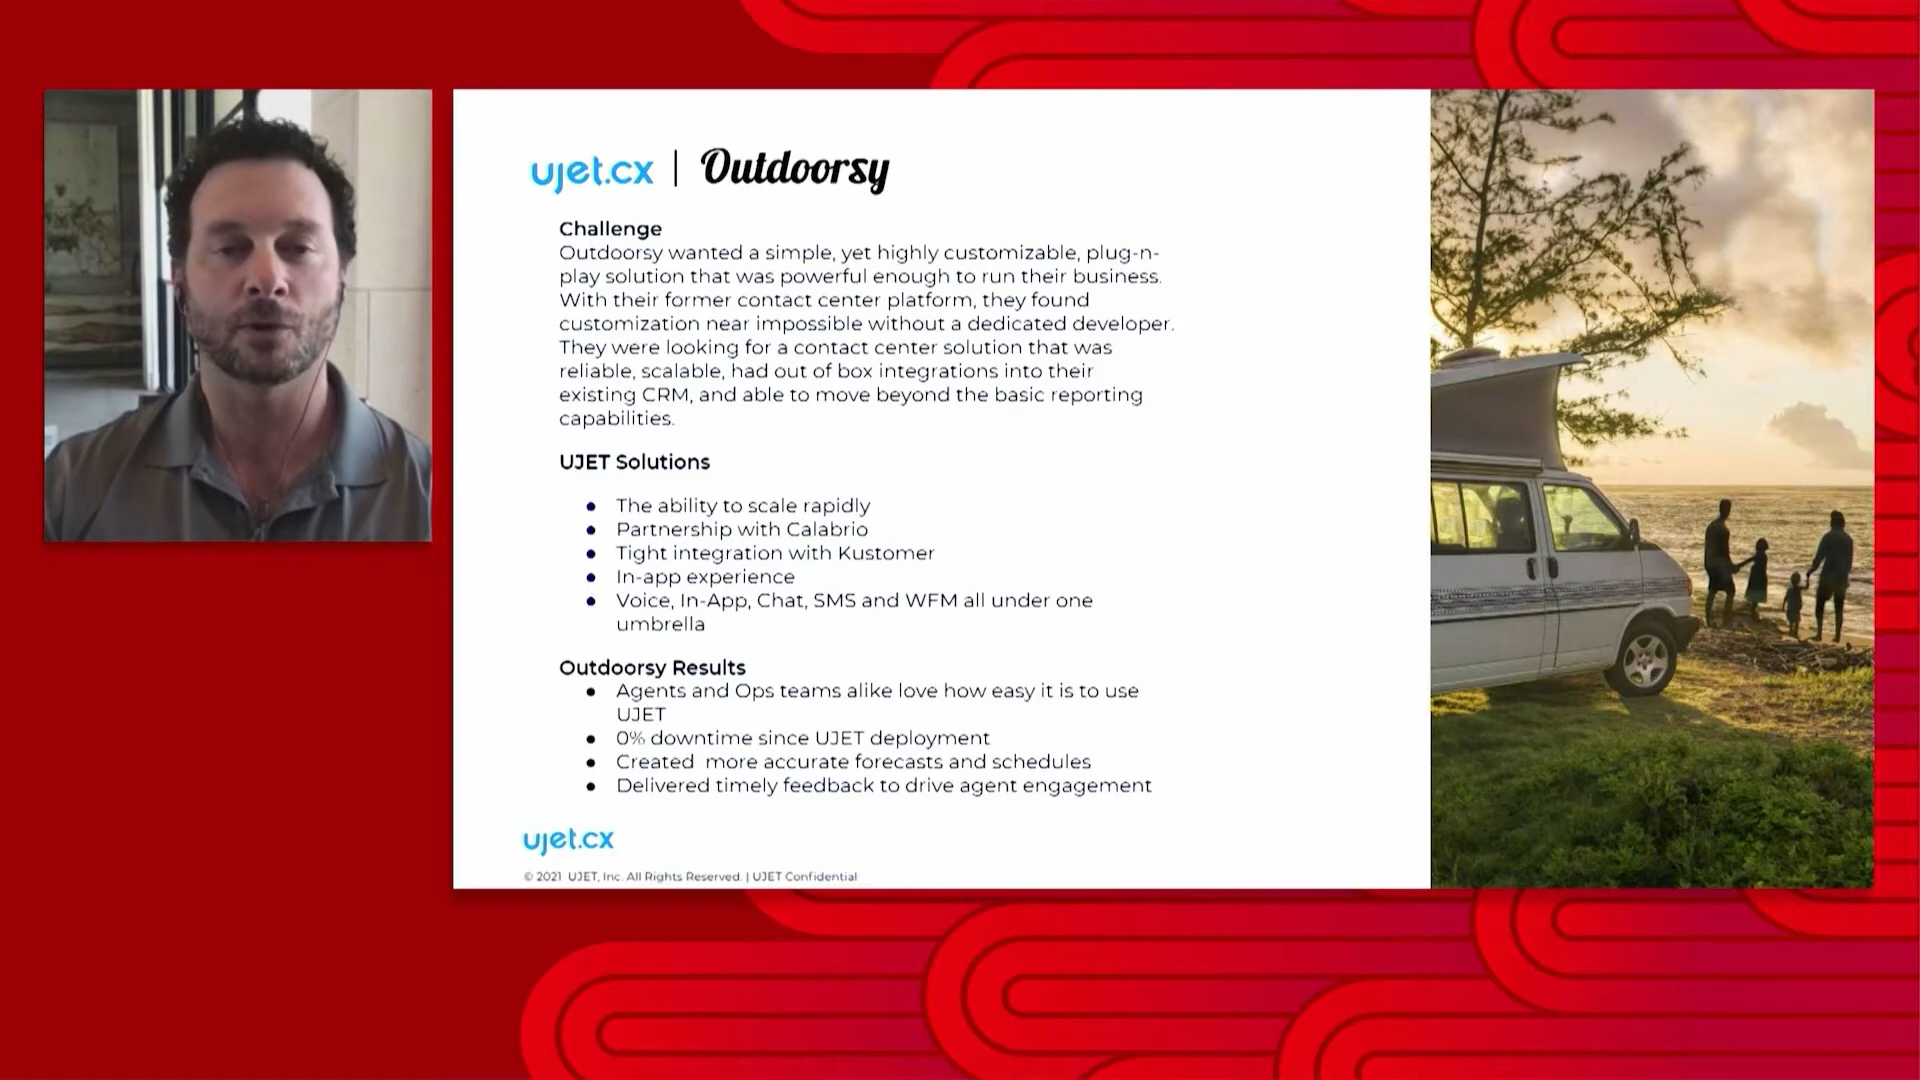 ujet.cx | Outdoorsy
Challenge
Outdoorsy wanted a simple, yet highly customizable, plug-n-
play solution that was powerful enough to run their business.
With their former contact center platform, they found
customization near impossible without a dedicated developer.
They were looking for a contact center solution that was
reliable, scalable, had out of box integrations into their
existing CRM, and able to move beyond the basic reporting
capabilities.
UJET Solutions
● The ability to scale rapidly
● Partnership with Calabrio
● Tight integration with Kustomer
● In-app experience
● Voice, In-App, Chat, SMS and WFM all under one
umbrella
Outdoorsy Results
● Agents and Ops teams alike love how easy it is to use
UJET
● 0% downtime since UJET deployment
● Created  more accurate forecasts and schedules
● Delivered timely feedback to drive agent engagement
ujet.cx
© 2021 UJET, Inc. All Rights Reserved. | UJET Confidential